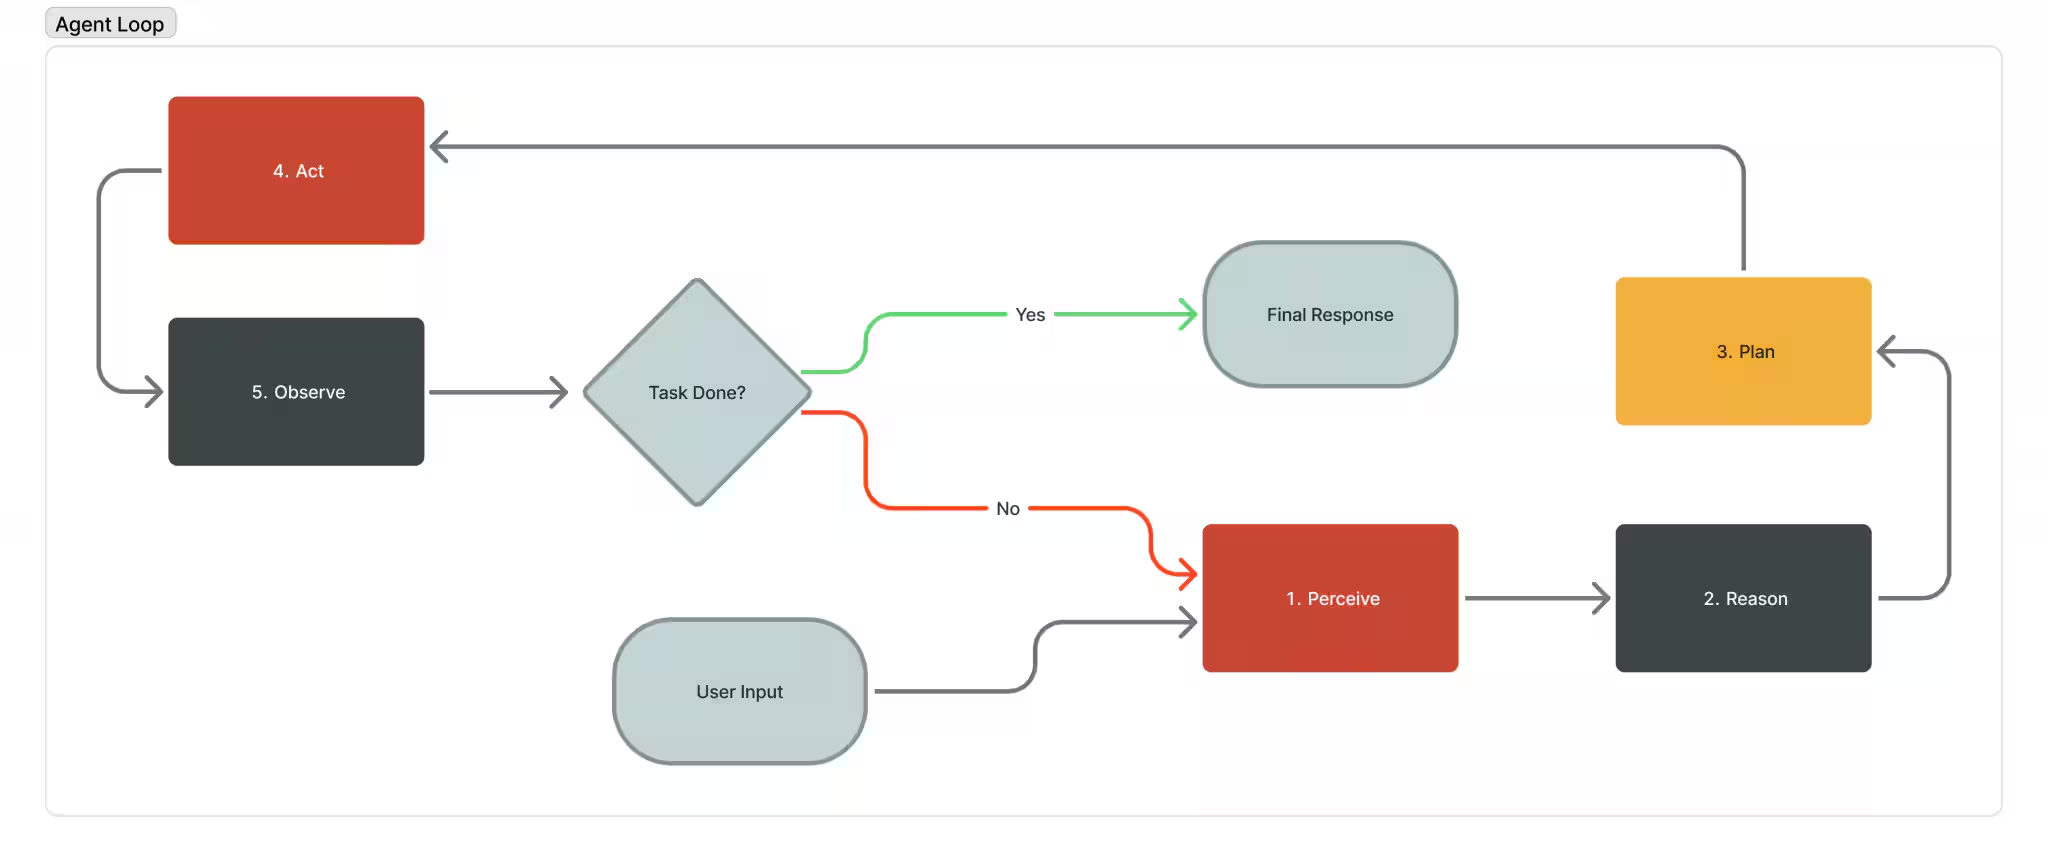 Agent Loop
4. Act
5. Observe
Task Done?
Yes
No
Final Response
3. Plan
User Input
1. Perceive
2. Reason